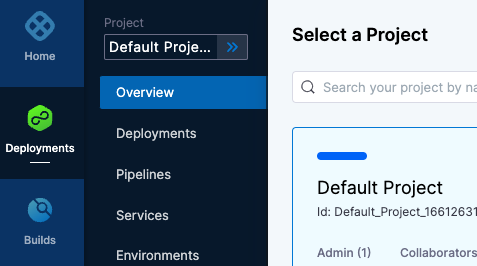 Home
Deployments
Builds
Project
Default Proje...
Overview
Deployments
Pipelines
Services
Environments
Select a Project
Search your project by na
Default Project
Id: Default_Project_16612631
Admin (1)
Collaborators